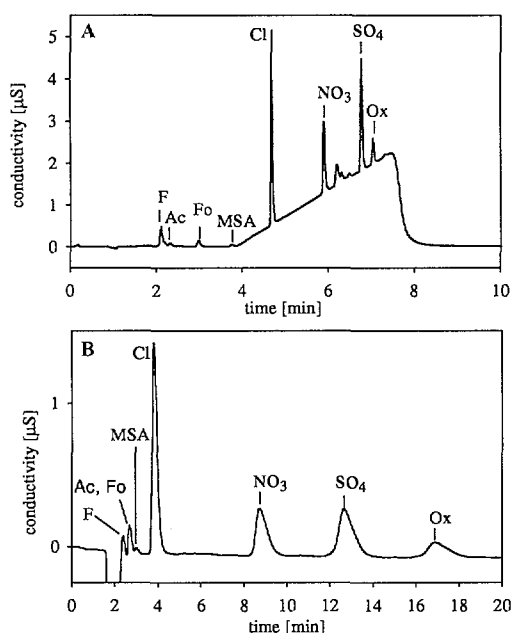 A
Cl
SO4
NO3
Ox
F
Ac
Fo
MSA
conductivity [µS]
5
4
3
2
1
0
0 2 4 6 8 10
time [min]
B
Cl
MSA
Ac, Fo
F
NO3
SO4
Ox
conductivity [µS]
1
0
0 2 4 6 8 10 12 14 16 18 20
time [min]